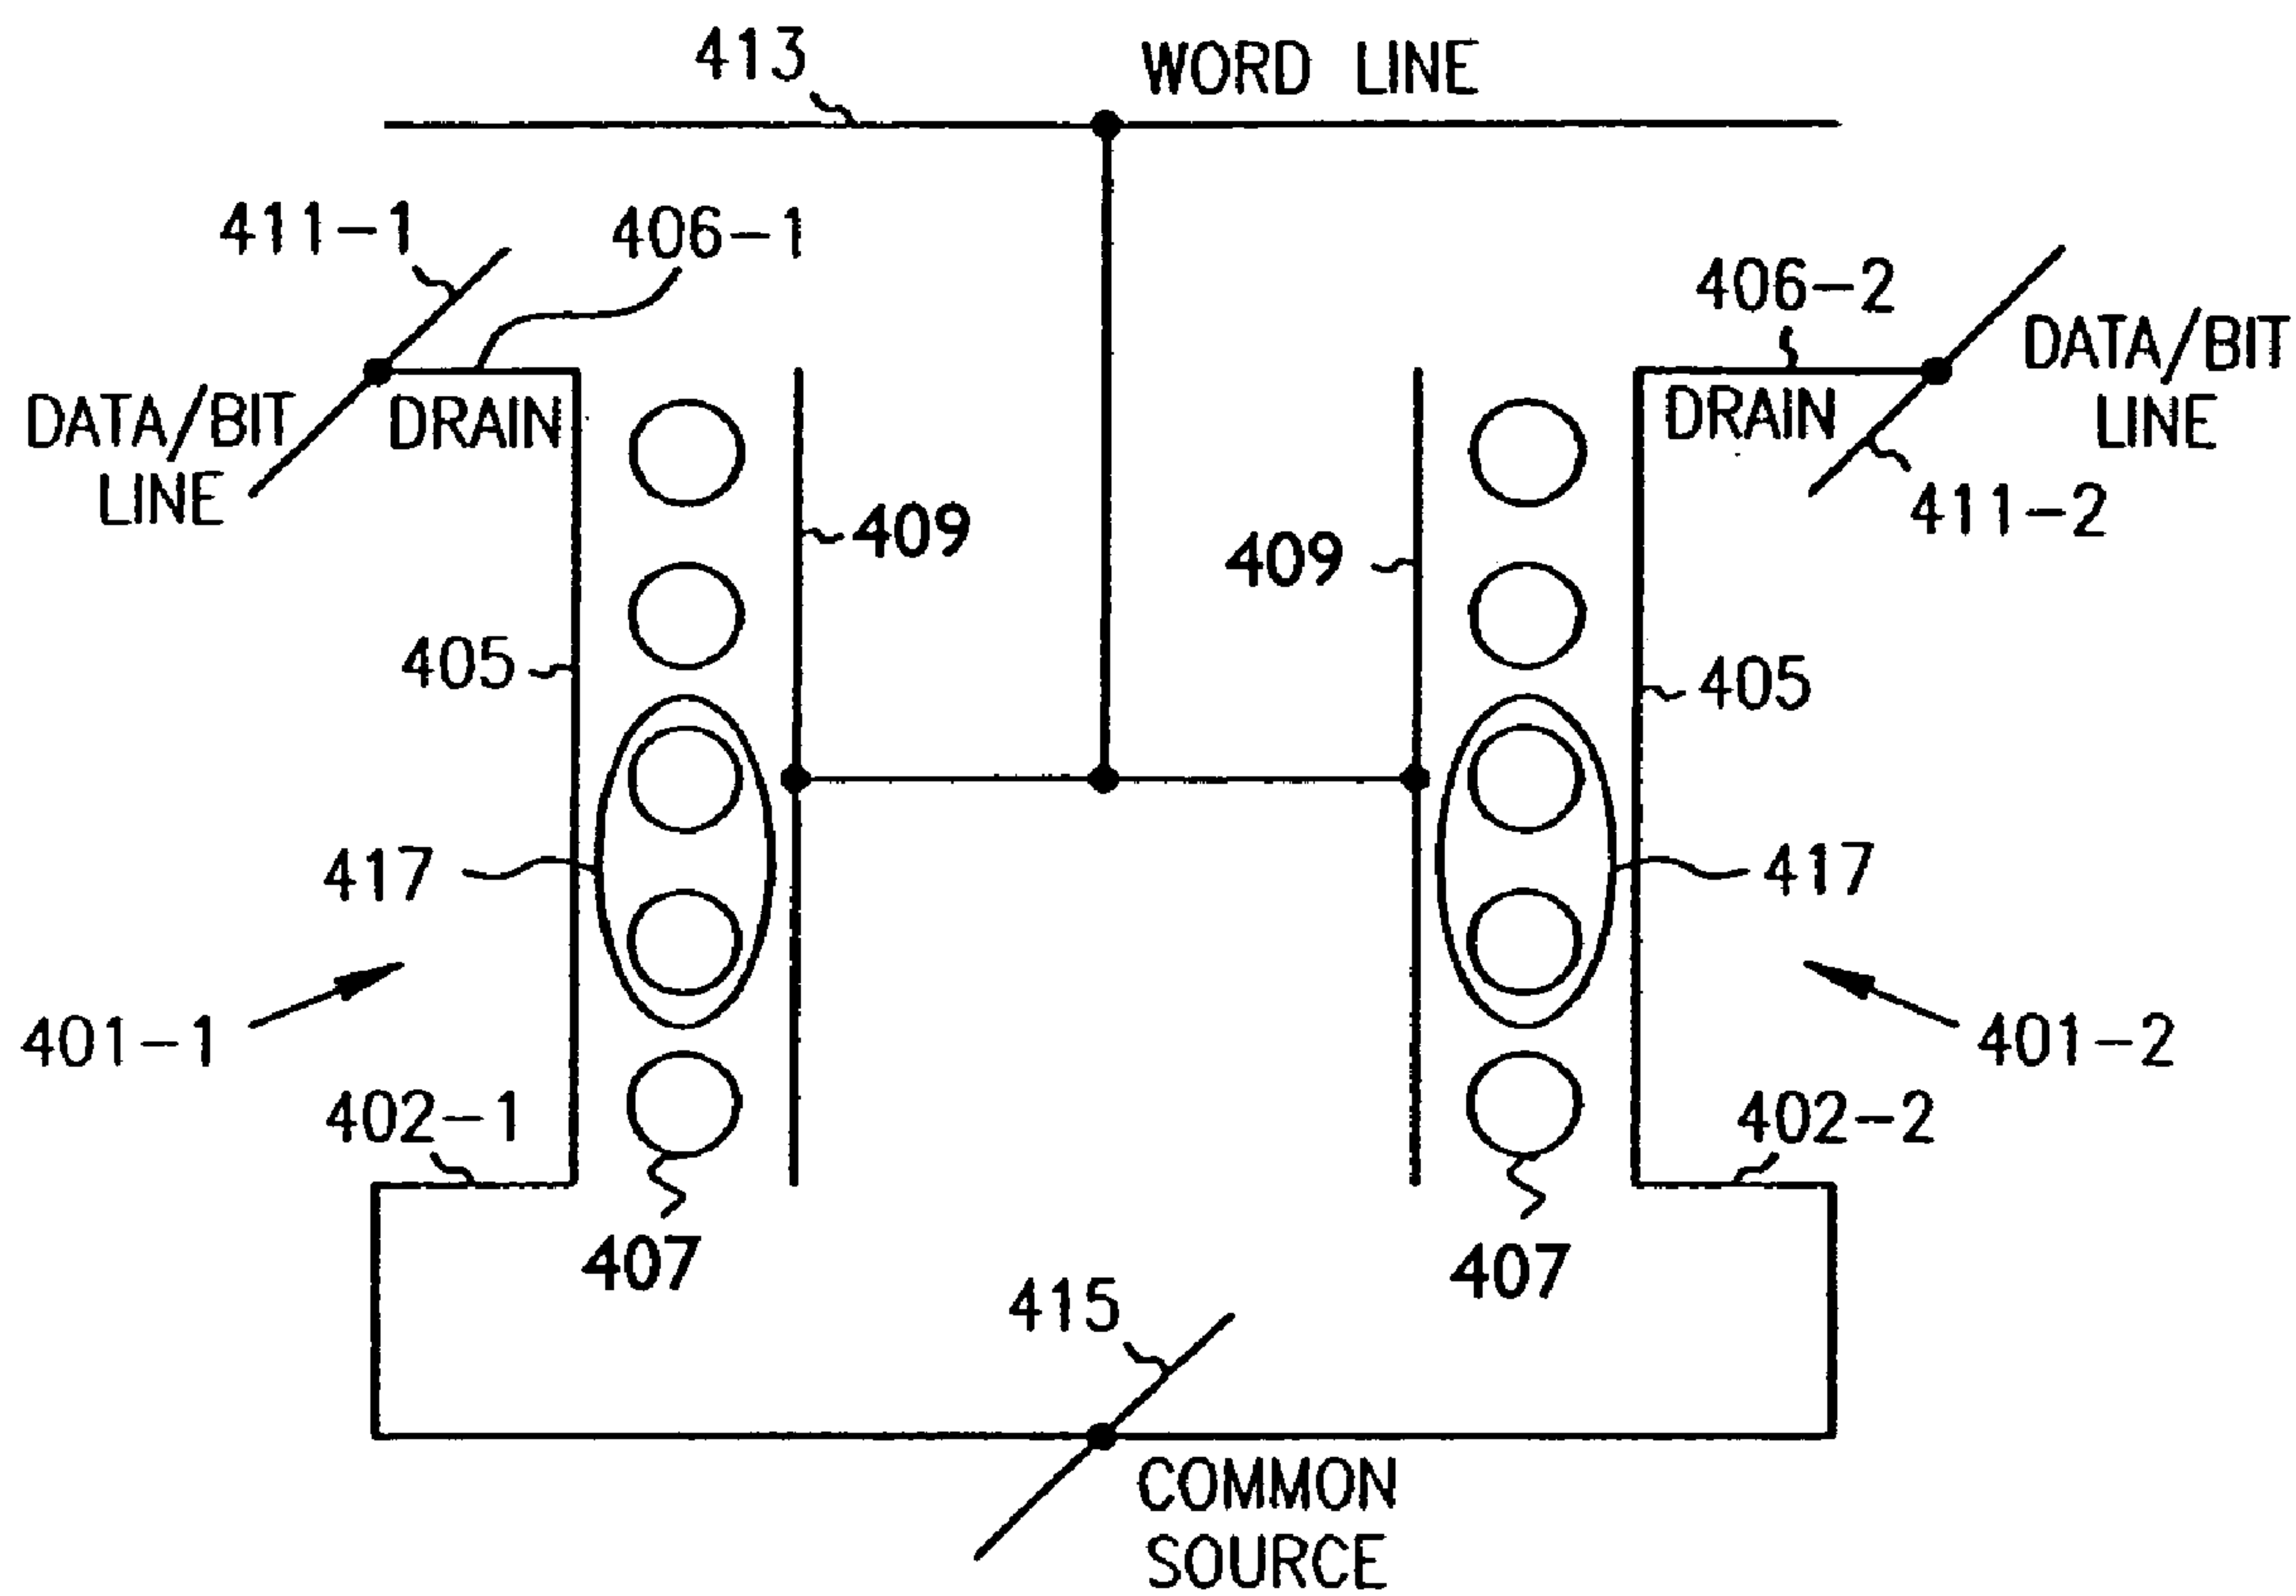 413
WORD LINE
411-1
406-1
406-2
DATA/BIT
LINE
DATA/BIT
LINE
DRAIN
DRAIN
411-2
409
409
405
405
417
417
401-1
401-2
402-1
402-2
407
407
415
COMMON
SOURCE